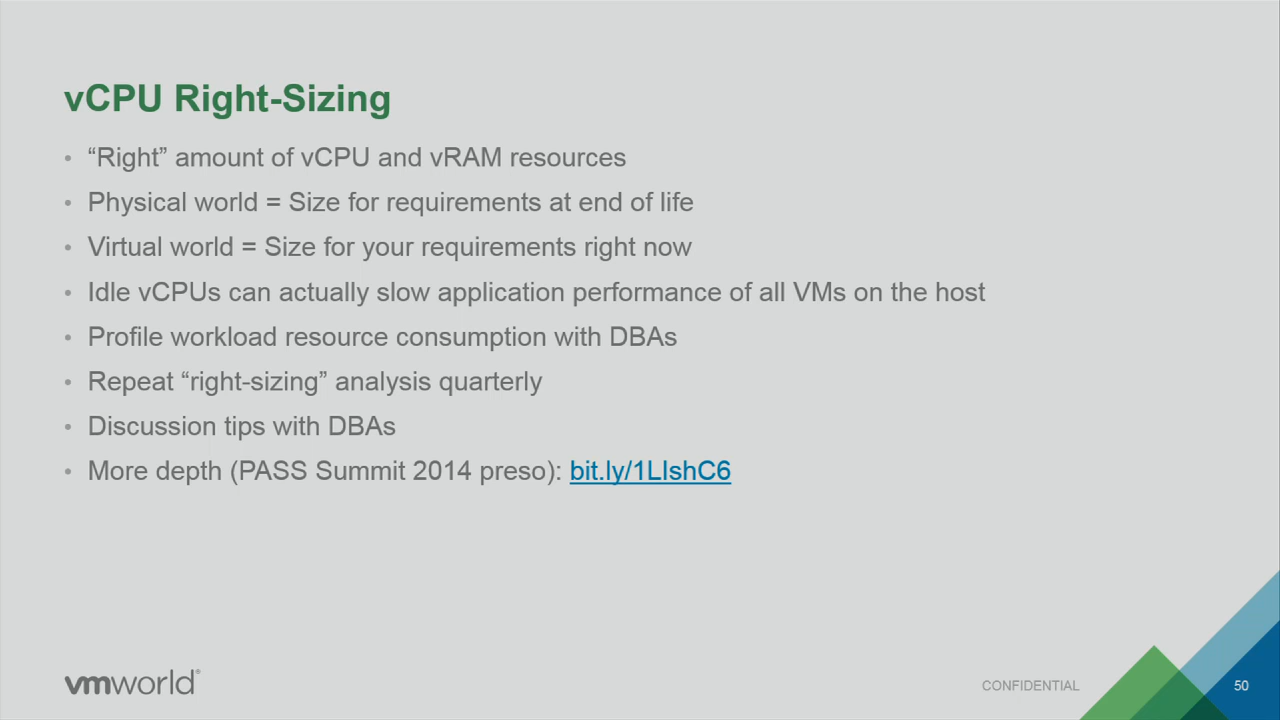 vCPU Right-Sizing
• “Right” amount of vCPU and vRAM resources
• Physical world = Size for requirements at end of life
• Virtual world = Size for your requirements right now
• Idle vCPUs can actually slow application performance of all VMs on the host
• Profile workload resource consumption with DBAs
• Repeat “right-sizing” analysis quarterly
• Discussion tips with DBAs
• More depth (PASS Summit 2014 preso): bit.ly/1LIshC6
vmworld® CONFIDENTIAL 50